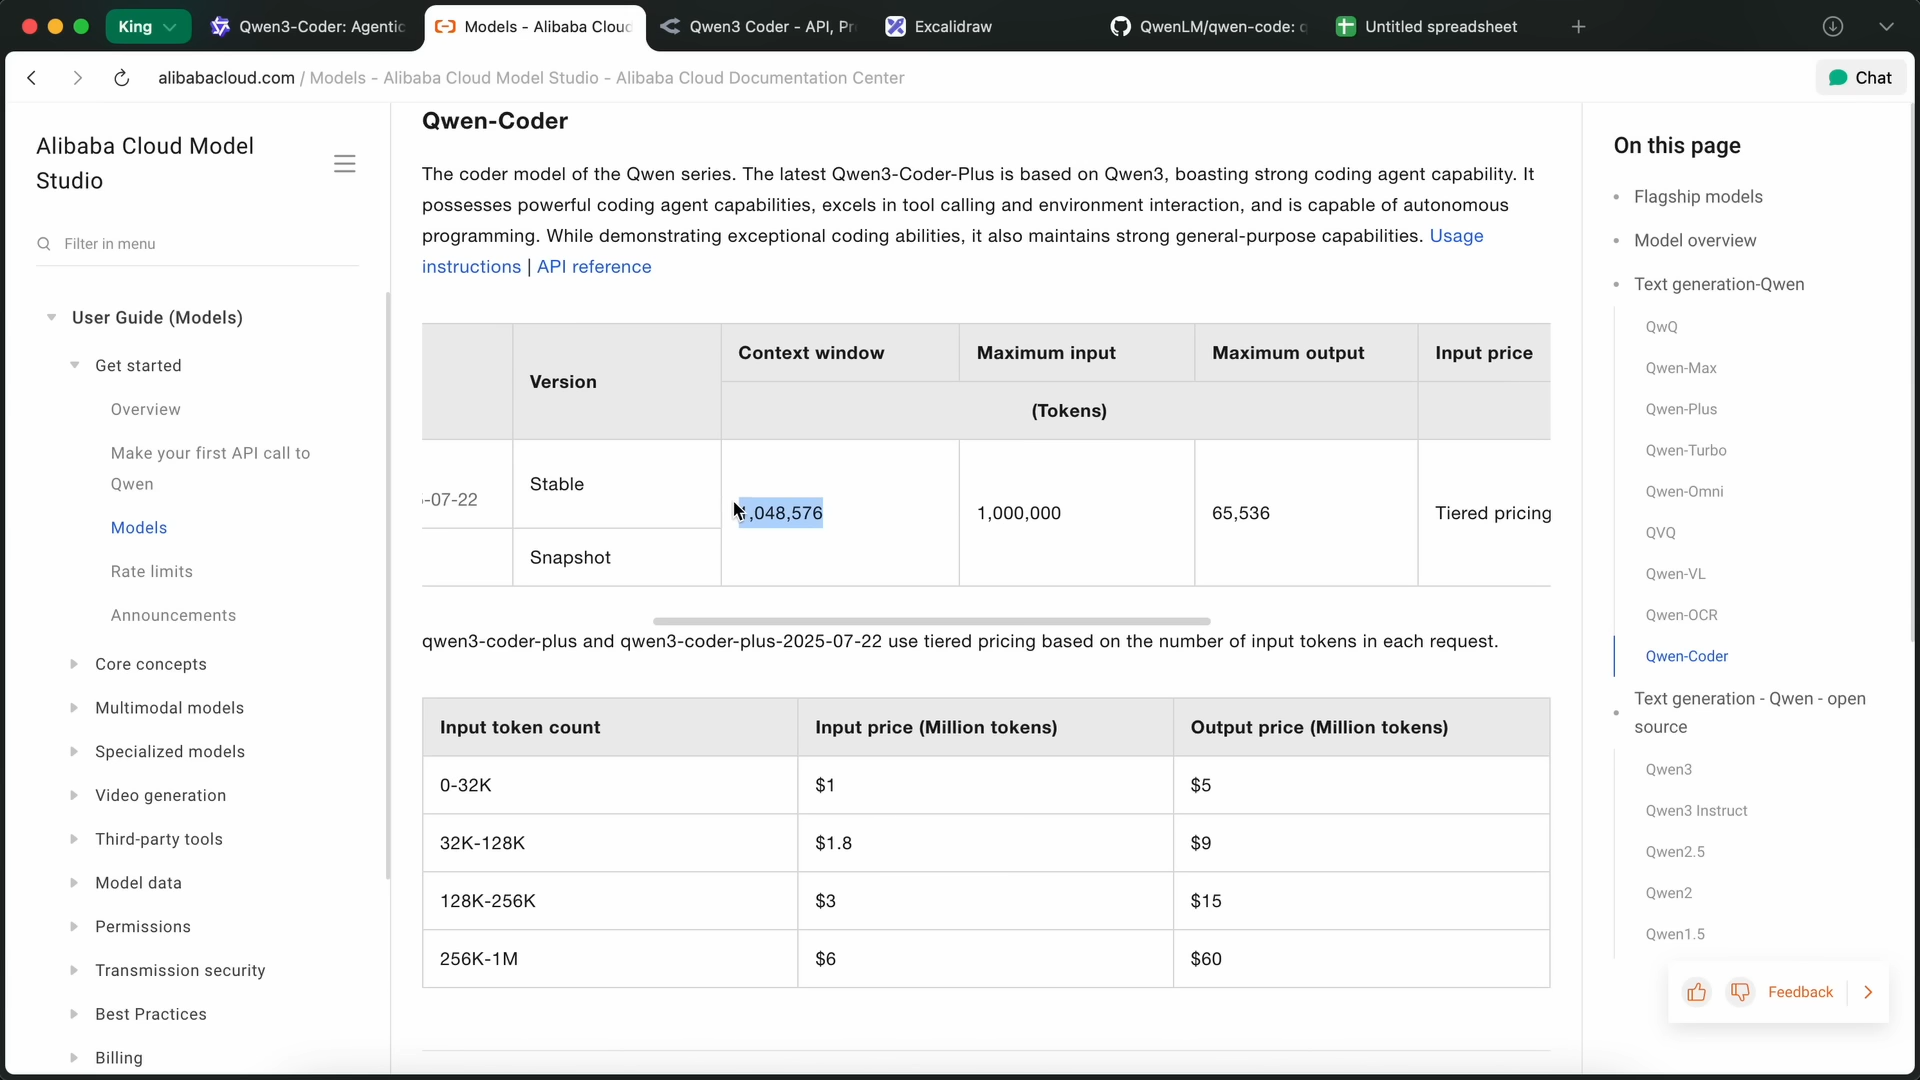 King
Qwen3-Coder: Agentic
Models - Alibaba Cloud
Qwen3 Coder - API, Pr
Excalidraw
QwenLM/qwen-code: q
Untitled spreadsheet
alibabacloud.com / Models - Alibaba Cloud Model Studio - Alibaba Cloud Documentation Center
Chat
Alibaba Cloud Model
Studio
Filter in menu
User Guide (Models)
Get started
Overview
Make your first API call to
Qwen
Models
Rate limits
Announcements
Core concepts
Multimodal models
Specialized models
Video generation
Third-party tools
Model data
Permissions
Transmission security
Best Practices
Billing
Qwen-Coder
The coder model of the Qwen series. The latest Qwen3-Coder-Plus is based on Qwen3, boasting strong coding agent capability. It
possesses powerful coding agent capabilities, excels in tool calling and environment interaction, and is capable of autonomous
programming. While demonstrating exceptional coding abilities, it also maintains strong general-purpose capabilities. Usage
instructions | API reference
Version
Context window
Maximum input
Maximum output
Input price
(Tokens)
-07-22
Stable
,048,576
1,000,000
65,536
Tiered pricing
Snapshot
qwen3-coder-plus and qwen3-coder-plus-2025-07-22 use tiered pricing based on the number of input tokens in each request.
Input token count
Input price (Million tokens)
Output price (Million tokens)
0-32K
$1
$5
32K-128K
$1.8
$9
128K-256K
$3
$15
256K-1M
$6
$60
On this page
Flagship models
Model overview
Text generation-Qwen
QwQ
Qwen-Max
Qwen-Plus
Qwen-Turbo
Qwen-Omni
QVQ
Qwen-VL
Qwen-OCR
Qwen-Coder
Text generation - Qwen - open
source
Qwen3
Qwen3 Instruct
Qwen2.5
Qwen2
Qwen1.5
Feedback